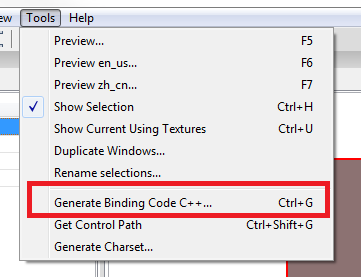 ew Tools Help
Preview... F5
Preview en_us... F6
Preview zh_cn... F7
Show Selection Ctrl+H
Show Current Using Textures Ctrl+U
Duplicate Windows...
Rename selections...
Generate Binding Code C++... Ctrl+G
Get Control Path Ctrl+Shift+G
Generate Charset...